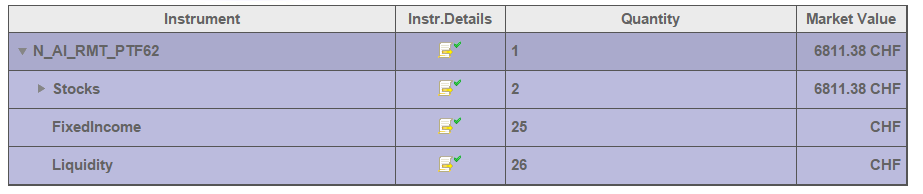 Instrument Instr.Details Quantity Market Value
N_AI_RMT_PTF62 1 6811.38 CHF
Stocks 2 6811.38 CHF
FixedIncome 25 CHF
Liquidity 26 CHF